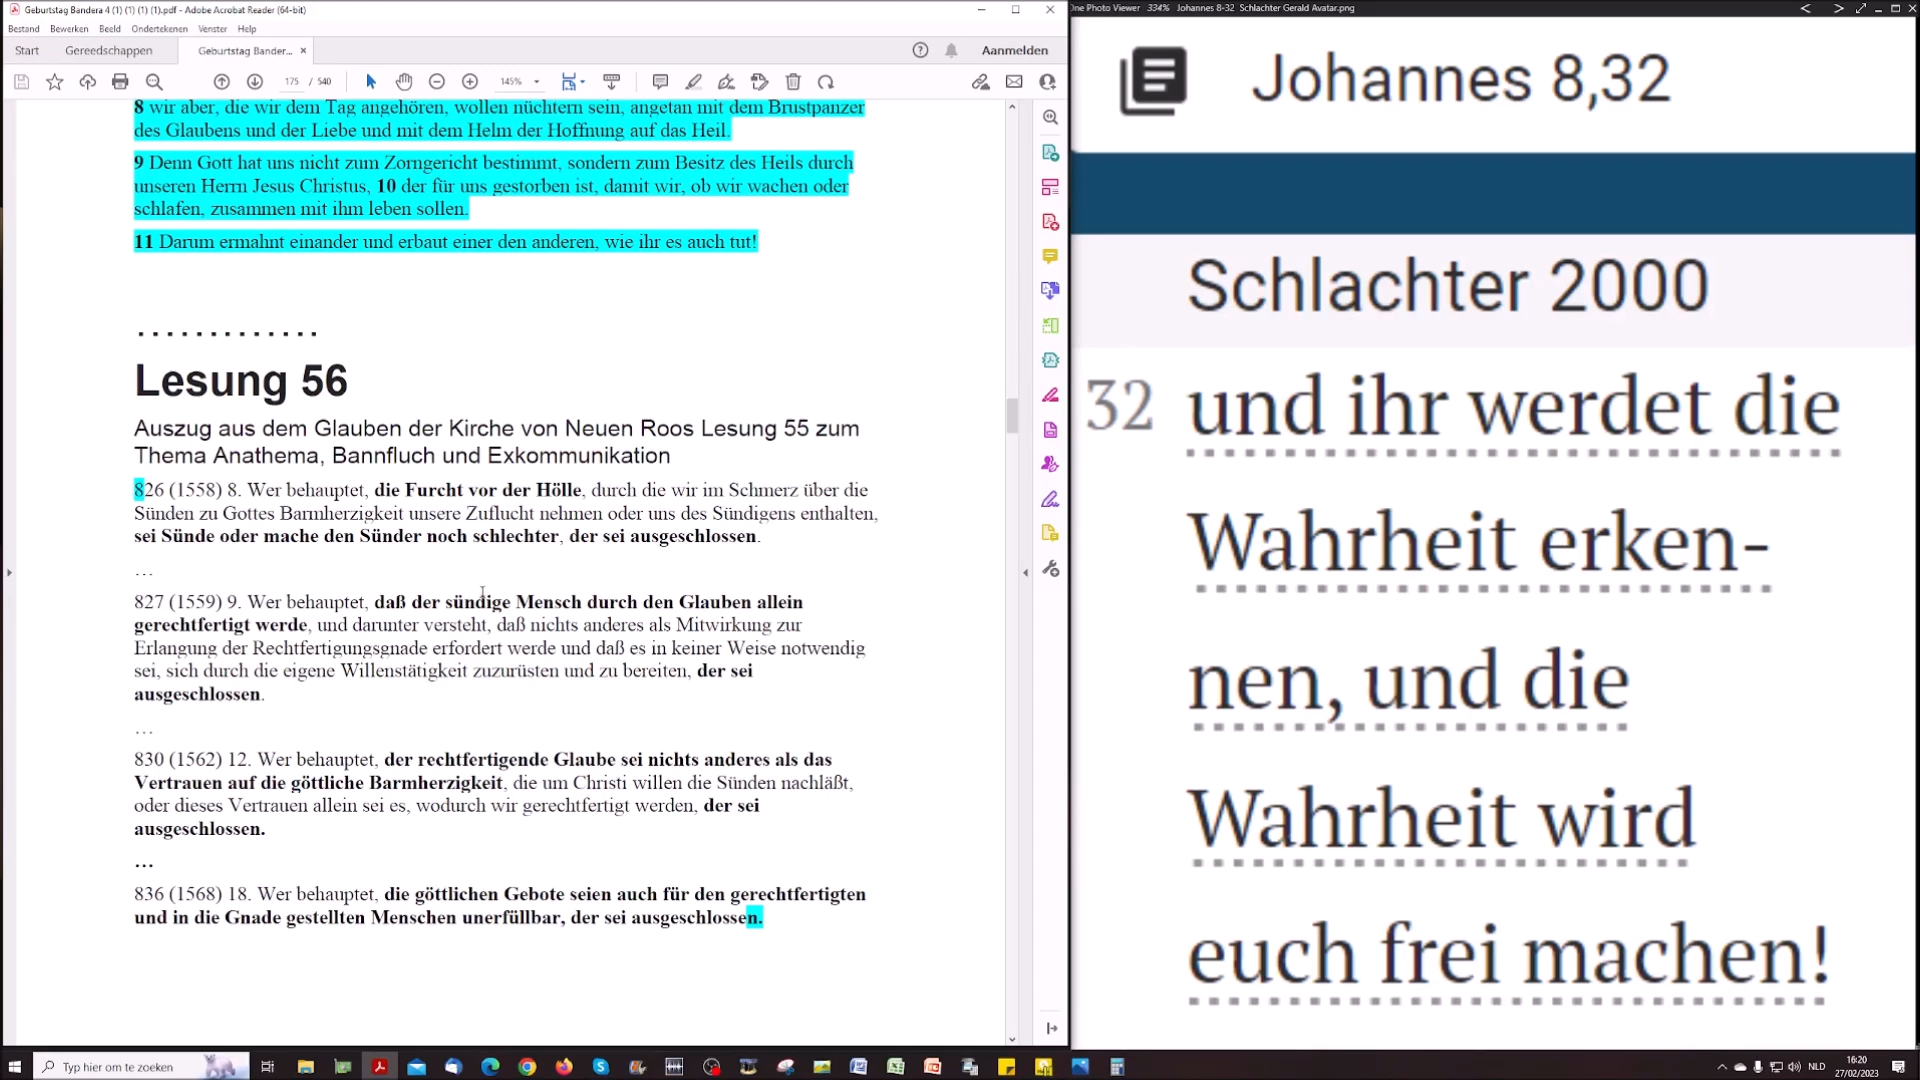 Geburtstag Bandera 4 (1) (1) (1) (1).pdf - Adobe Acrobat Reader (64-bit)
Bestand Bewerken Beeld Ondertekenen Venster Help
Start Gereedschappen Geburtstag Bander... × Aanmelden
175 / 540 145%
8 wir aber, die wir dem Tag angehören, wollen nüchtern sein, angetan mit dem Brustpanzer
des Glaubens und der Liebe und mit dem Helm der Hoffnung auf das Heil.
9 Denn Gott hat uns nicht zum Zorngericht bestimmt, sondern zum Besitz des Heils durch
unseren Herrn Jesus Christus, 10 der für uns gestorben ist, damit wir, ob wir wachen oder
schlafen, zusammen mit ihm leben sollen.
11 Darum ermahnt einander und erbaut einer den anderen, wie ihr es auch tut!
.............
Lesung 56
Auszug aus dem Glauben der Kirche von Neuen Roos Lesung 55 zum
Thema Anathema, Bannfluch und Exkommunikation
826 (1558) 8. Wer behauptet, die Furcht vor der Hölle, durch die wir im Schmerz über die
Sünden zu Gottes Barmherzigkeit unsere Zuflucht nehmen oder uns des Sündigens enthalten,
sei Sünde oder mache den Sünder noch schlechter, der sei ausgeschlossen.
…
827 (1559) 9. Wer behauptet, daß der sündige Mensch durch den Glauben allein
gerechtfertigt werde, und darunter versteht, daß nichts anderes als Mitwirkung zur
Erlangung der Rechtfertigungsgnade erfordert werde und daß es in keiner Weise notwendig
sei, sich durch die eigene Willenstätigkeit zuzurüsten und zu bereiten, der sei
ausgeschlossen.
…
830 (1562) 12. Wer behauptet, der rechtfertigende Glaube sei nichts anderes als das
Vertrauen auf die göttliche Barmherzigkeit, die um Christi willen die Sünden nachläßt,
oder dieses Vertrauen allein sei es, wodurch wir gerechtfertigt werden, der sei
ausgeschlossen.
…
836 (1568) 18. Wer behauptet, die göttlichen Gebote seien auch für den gerechtfertigten
und in die Gnade gestellten Menschen unerfüllbar, der sei ausgeschlossen.
One Photo Viewer 334% Johannes 8-32 Schlachter Gerald Avatar.png
Johannes 8,32
Schlachter 2000
32 und ihr werdet die
Wahrheit erken-
nen, und die
Wahrheit wird
euch frei machen!
Typ hier om te zoeken
NLD
16:20
27/02/2023